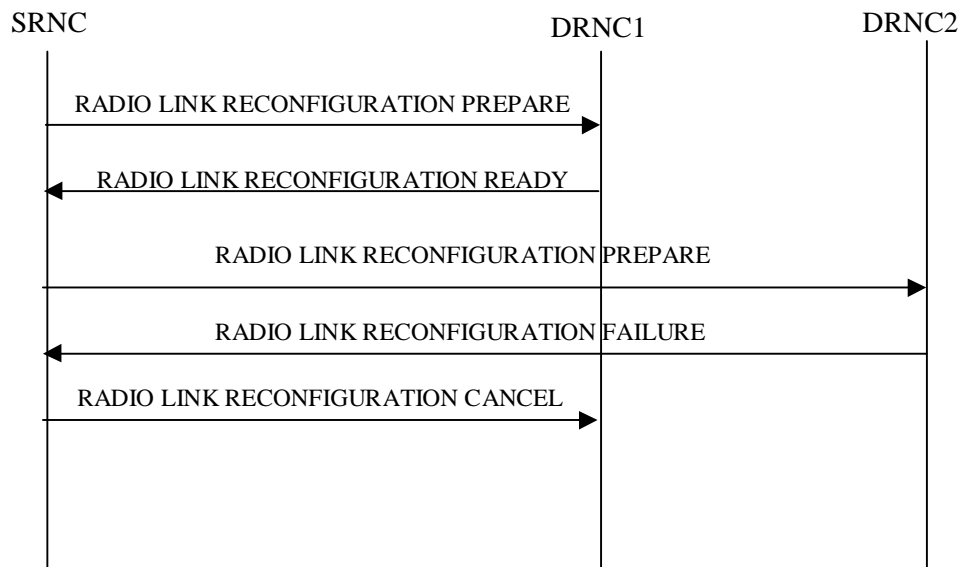 SRNC
DRNC1
DRNC2
RADIO LINK RECONFIGURATION PREPARE
RADIO LINK RECONFIGURATION READY
RADIO LINK RECONFIGURATION PREPARE
RADIO LINK RECONFIGURATION FAILURE
RADIO LINK RECONFIGURATION CANCEL